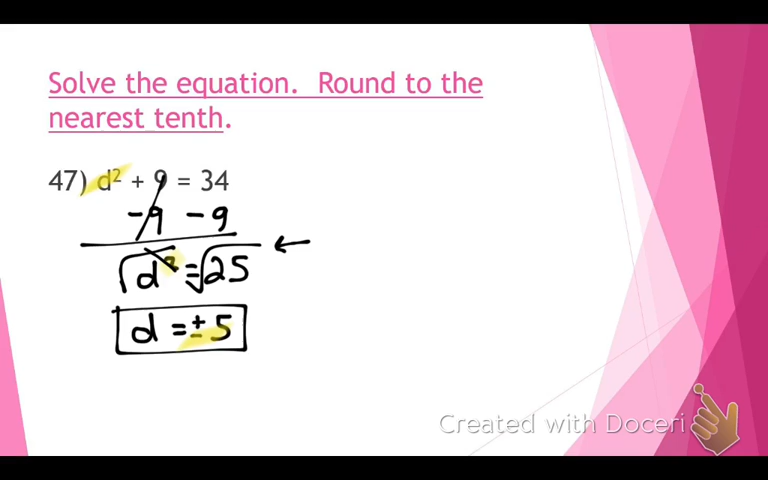 Solve the equation. Round to the
nearest tenth.
47) d² + 9 = 34
-9 -9
√d² = √25
d = ± 5
Created with Doceri